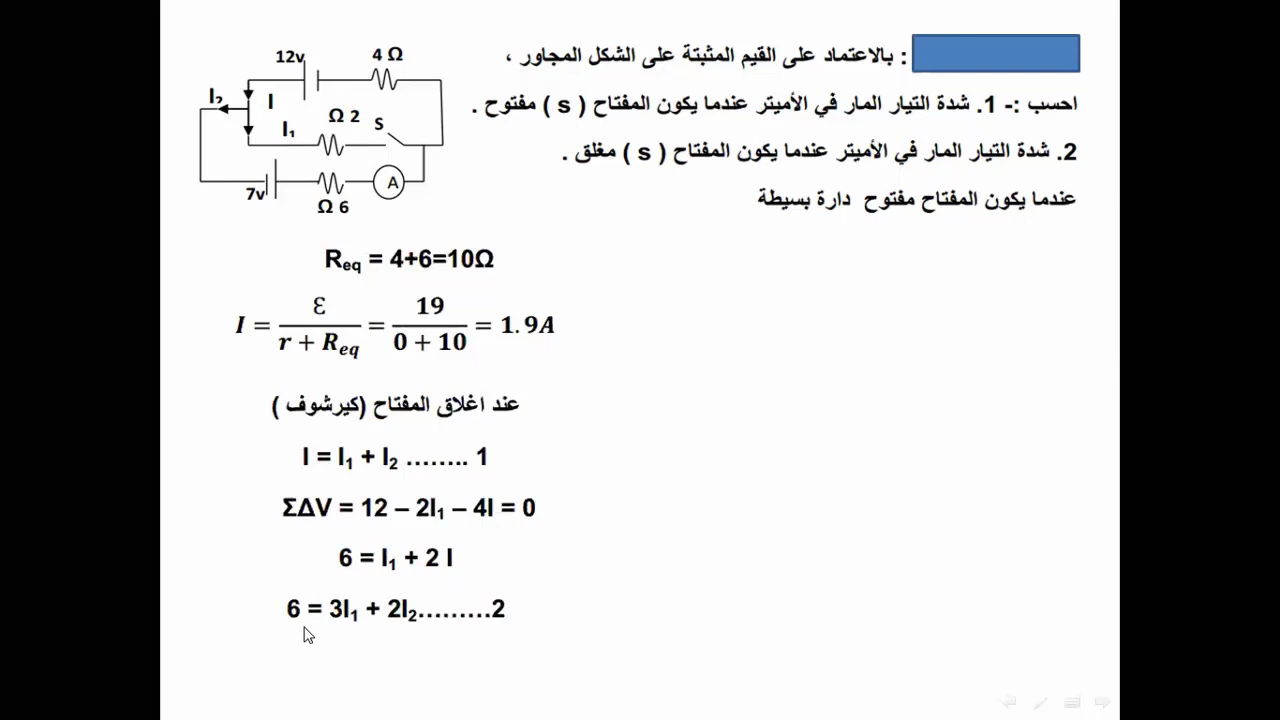 : بالاعتماد على القيم المثبتة على الشكل المجاور ،
احسب :- 1. شدة التيار المار في الأميتر عندما يكون المفتاح ( s ) مفتوح .
2. شدة التيار المار في الأميتر عندما يكون المفتاح ( s ) مغلق .
عندما يكون المفتاح مفتوح دارة بسيطة
12v 4 Ω
I₂ I
I₁ Ω 2 S
7v A
Ω 6
Req = 4+6=10Ω
I = Ɛ / (r + Req) = 19 / (0 + 10) = 1.9A
عند اغلاق المفتاح (كيرشوف )
I = I₁ + I₂ …….. 1
ΣΔV = 12 – 2I₁ – 4I = 0
6 = I₁ + 2 I
6 = 3I₁ + 2I₂………2